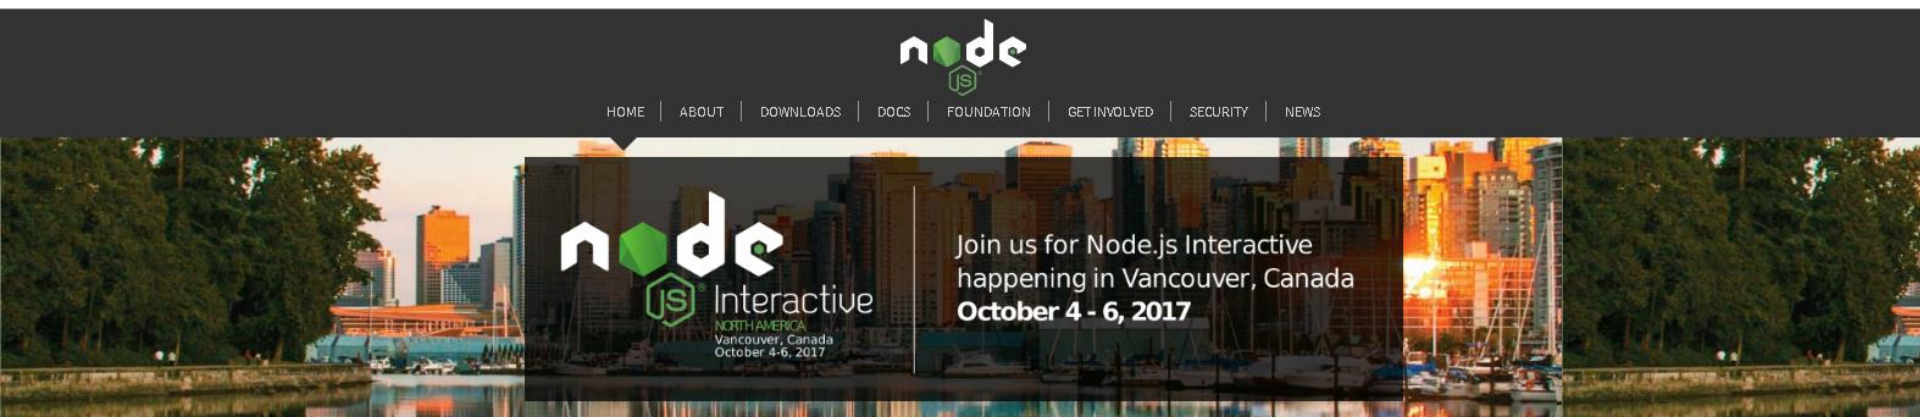 node
JS
HOME | ABOUT | DOWNLOADS | DOCS | FOUNDATION | GET INVOLVED | SECURITY | NEWS
node
JS® Interactive
NORTH AMERICA
Vancouver, Canada
October 4-6, 2017
Join us for Node.js Interactive
happening in Vancouver, Canada
October 4 - 6, 2017